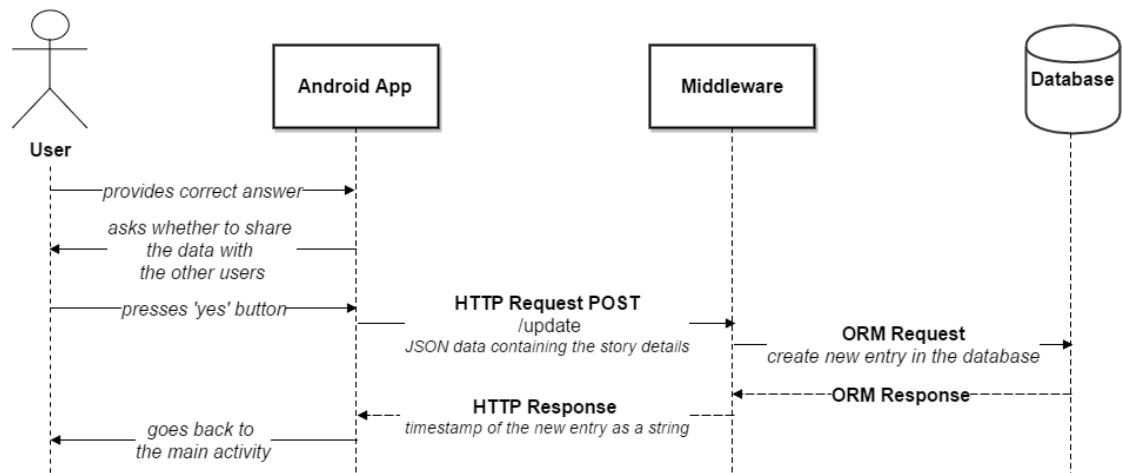 Android App
Middleware
Database
User
provides correct answer
asks whether to share
the data with
the other users
presses 'yes' button
HTTP Request POST
/update
JSON data containing the story details
ORM Request
create new entry in the database
ORM Response
HTTP Response
timestamp of the new entry as a string
goes back to
the main activity